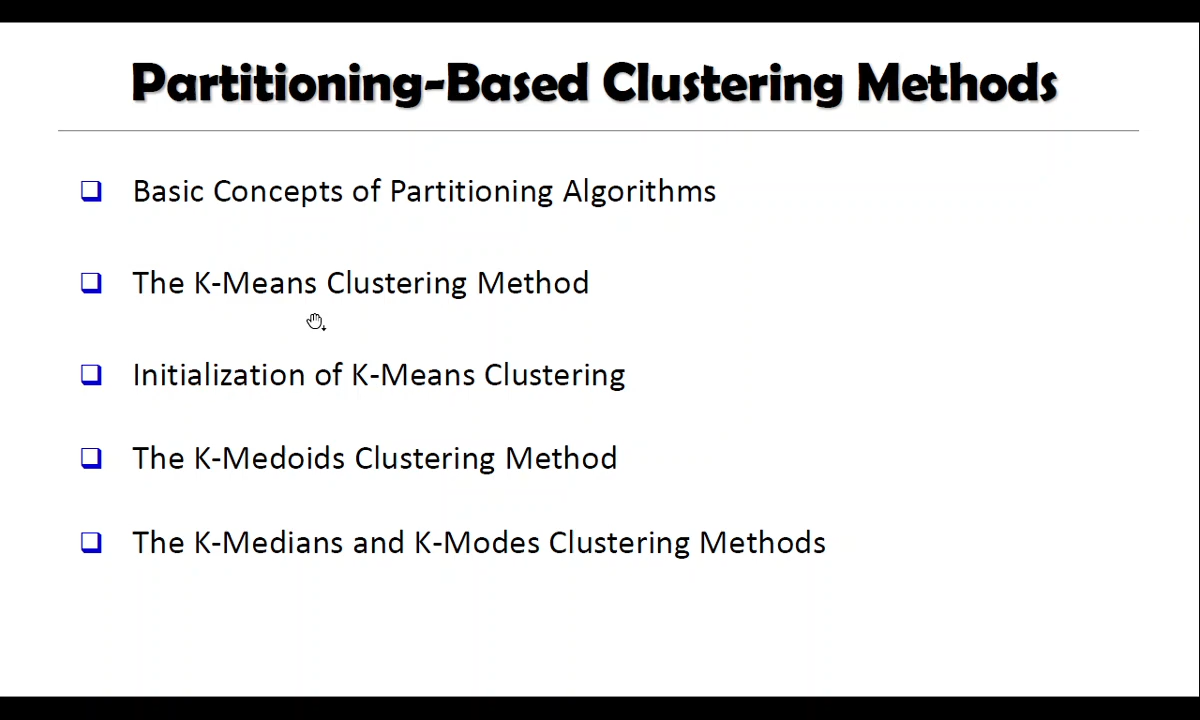 Partitioning-Based Clustering Methods
Basic Concepts of Partitioning Algorithms
The K-Means Clustering Method
Initialization of K-Means Clustering
The K-Medoids Clustering Method
The K-Medians and K-Modes Clustering Methods